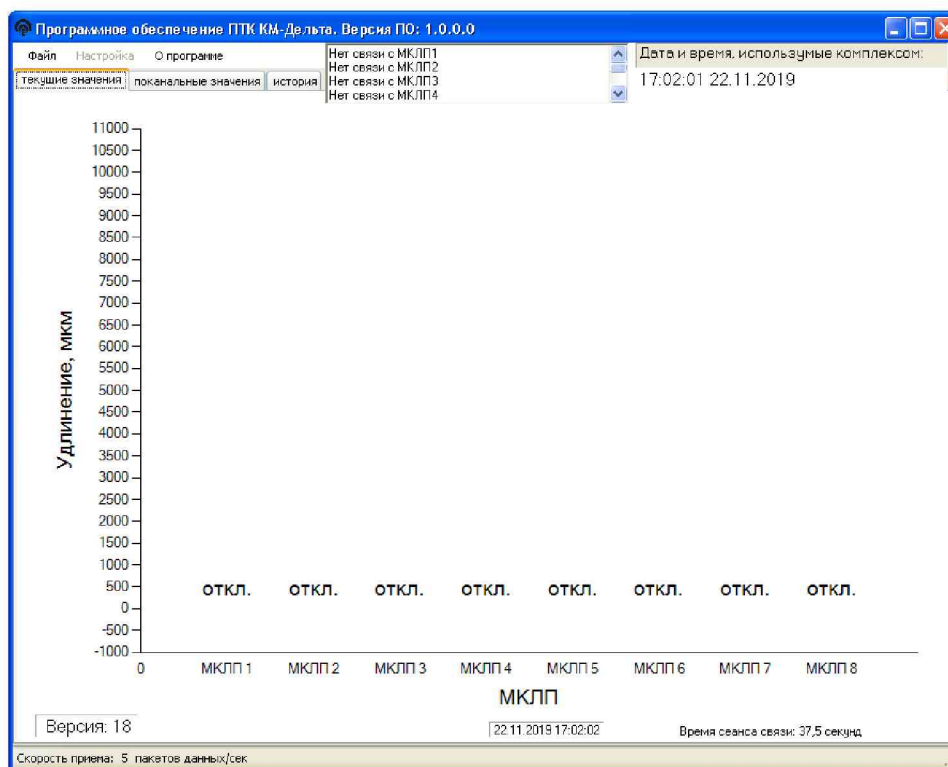 Программное обеспечение ПТК КМ-Дельта. Версия ПО: 1.0.0.0
Файл Настройка О программе
Нет связи с МКЛП1
Нет связи с МКЛП2
Нет связи с МКЛП3
Нет связи с МКЛП4
Дата и время, используемые комплексом:
17:02:01 22.11.2019
текущие значения поканальные значения история
11000
10500
10000
9500
9000
8500
8000
7500
7000
6500
6000
5500
5000
4500
4000
3500
3000
2500
2000
1500
1000
500
0
-500
-1000
Удлинение, мкм
откл. откл. откл. откл. откл. откл. откл. откл.
0 МКЛП 1 МКЛП 2 МКЛП 3 МКЛП 4 МКЛП 5 МКЛП 6 МКЛП 7 МКЛП 8
МКЛП
Версия: 18
22.11.2019 17:02:02
Время сеанса связи: 37,5 секунд
Скорость приема: 5 пакетов данных/сек